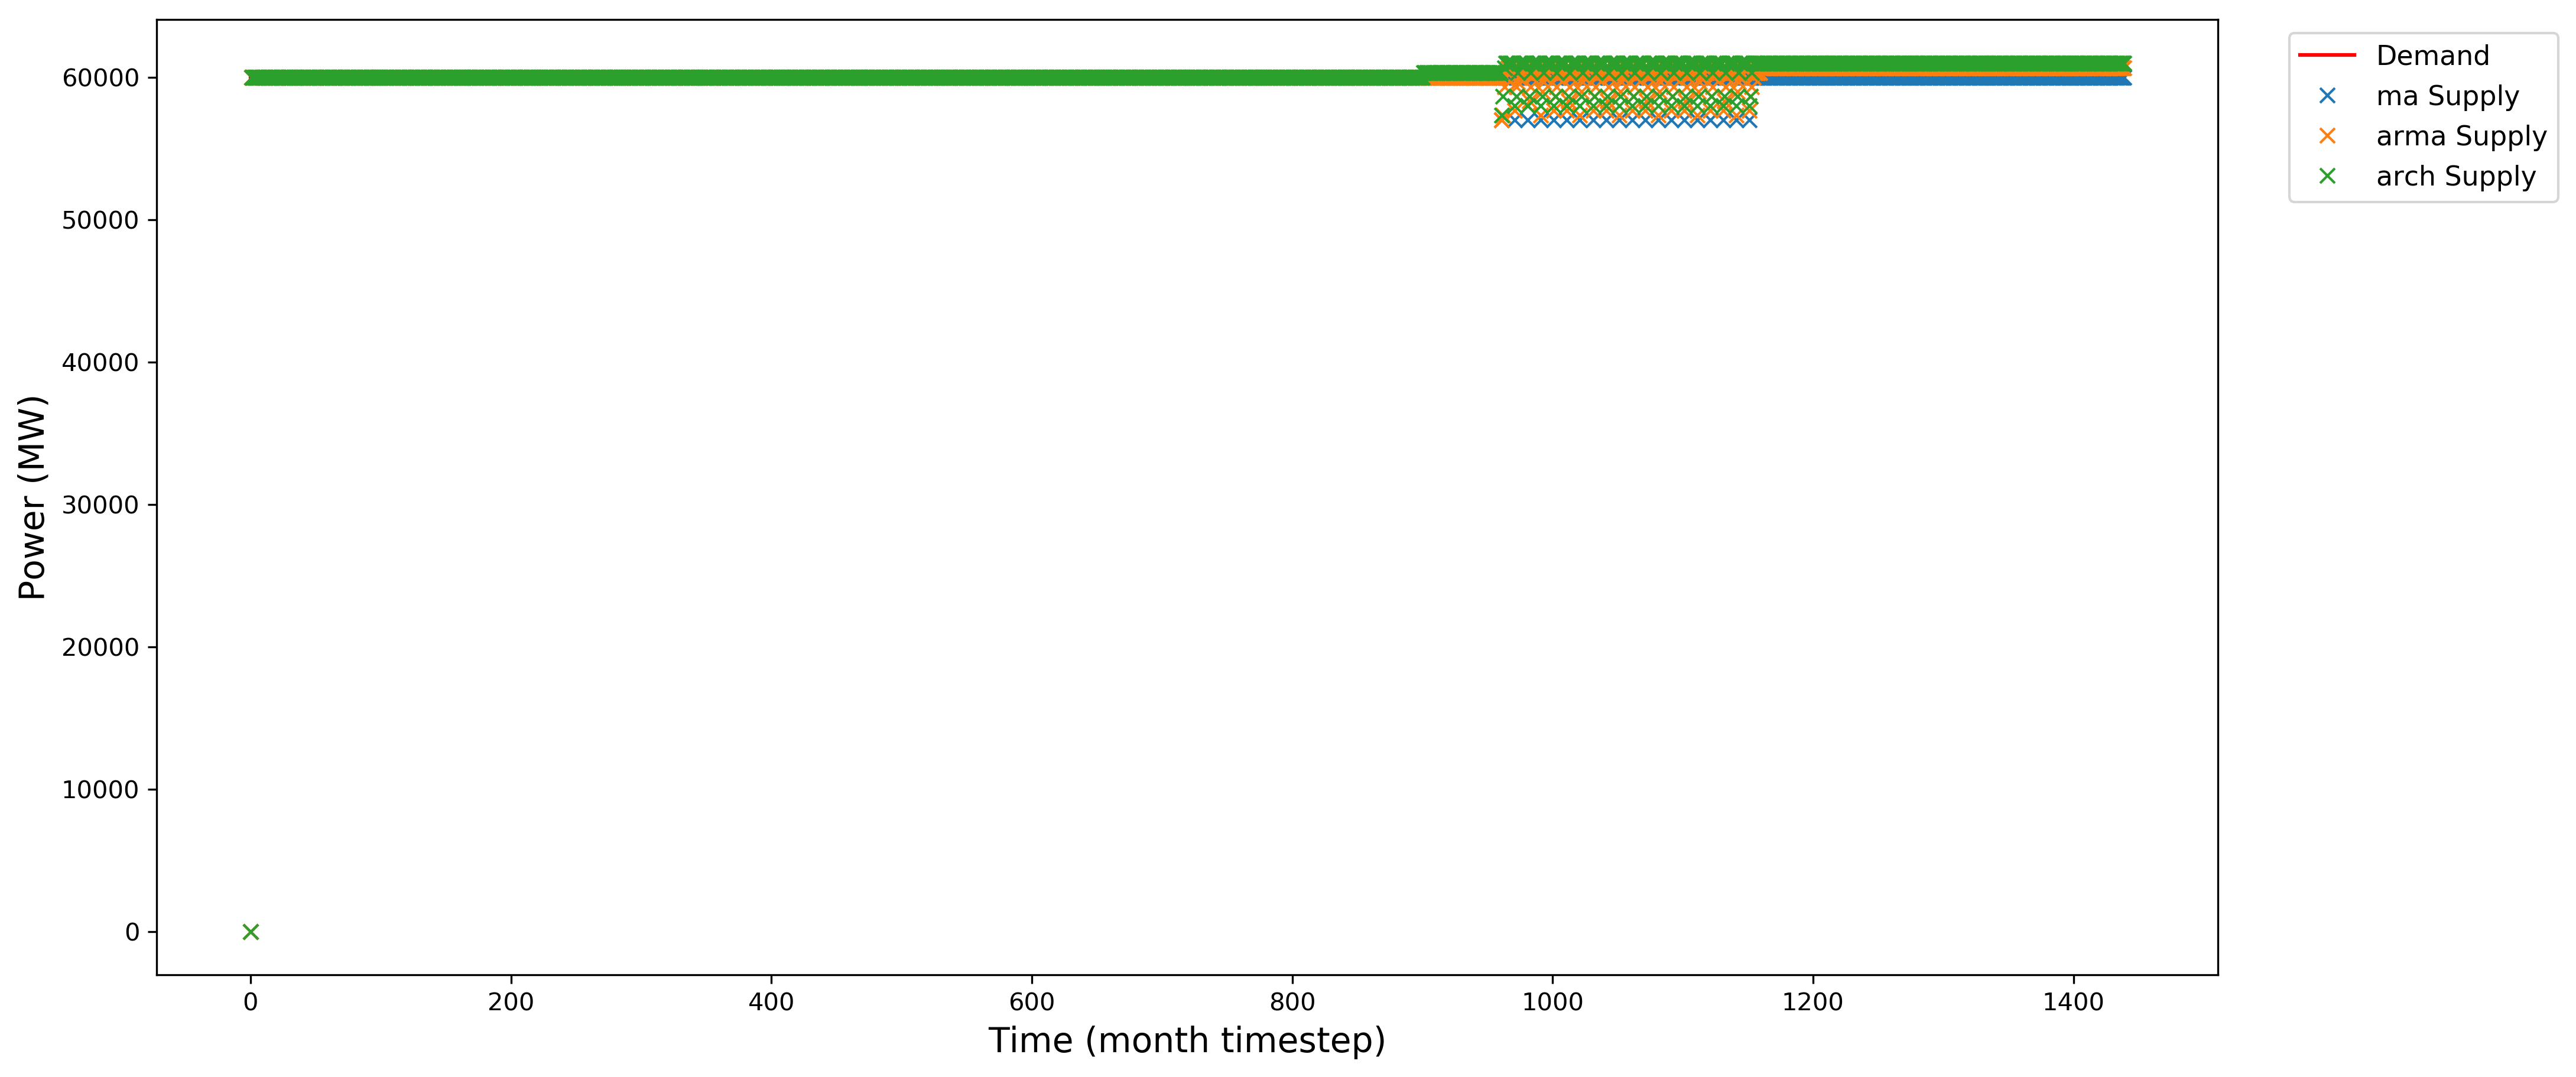 60000
50000
40000
30000
20000
10000
0
Power (MW)
0 200 400 600 800 1000 1200 1400
Time (month timestep)
Demand
ma Supply
arma Supply
arch Supply